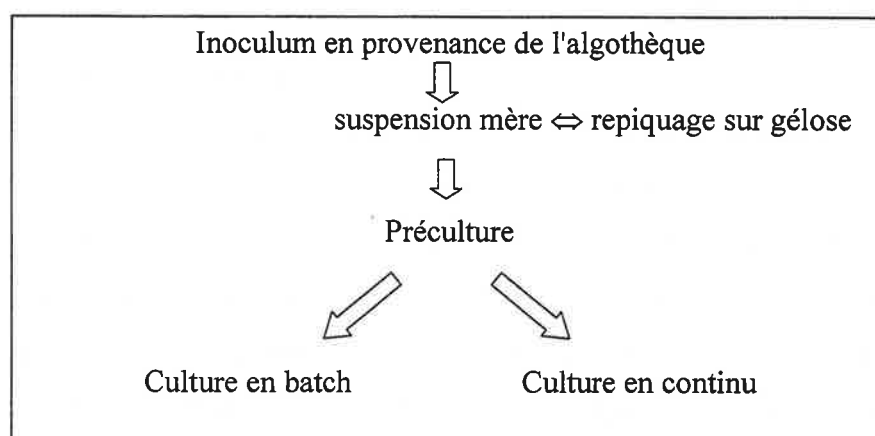 Inoculum en provenance de l'algothèque
suspension mère ⇔ repiquage sur gélose
Préculture
Culture en batch Culture en continu